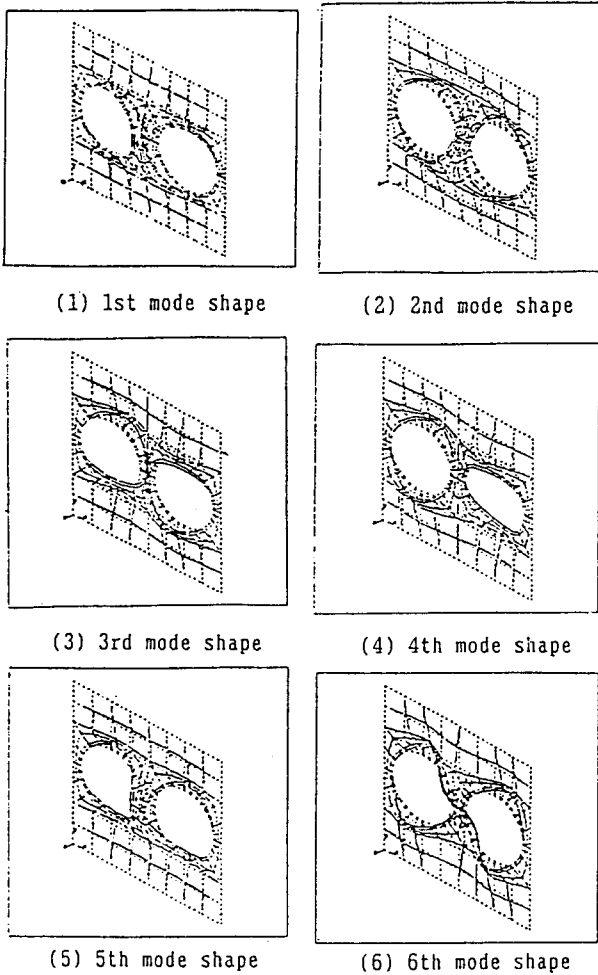 (1) 1st mode shape
(2) 2nd mode shape
(3) 3rd mode shape
(4) 4th mode shape
(5) 5th mode shape
(6) 6th mode shape